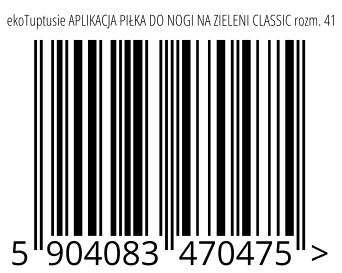 ekoTuptusie APLIKACJA PIŁKA DO NOGI NA ZIELENI CLASSIC rozm. 41
5 904083 470475 >